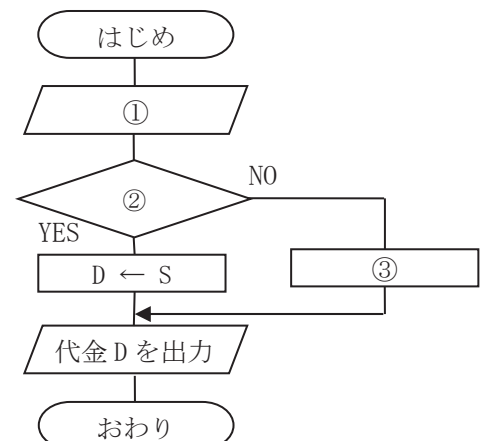 はじめ
①
②
NO
YES
D ← S
③
代金Dを出力
おわり